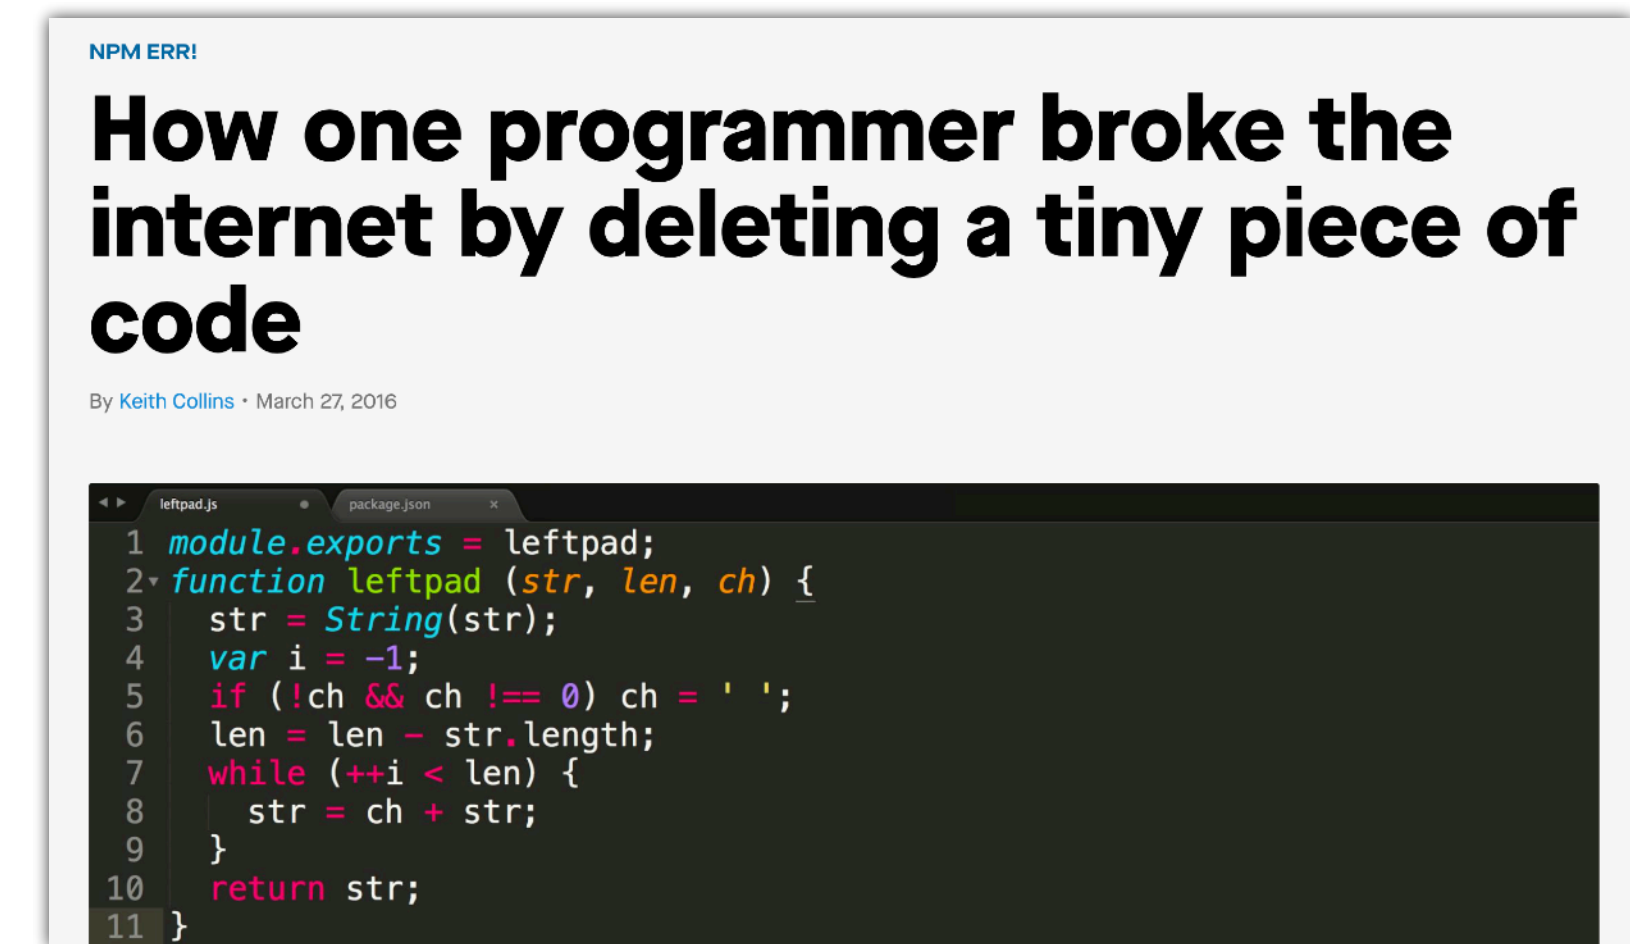 NPM ERR!
How one programmer broke the
internet by deleting a tiny piece of
code
By Keith Collins • March 27, 2016
leftpad.js package.json
1 module.exports = leftpad;
2 function leftpad (str, len, ch) {
3 str = String(str);
4 var i = -1;
5 if (!ch && ch !== 0) ch = ' ';
6 len = len - str.length;
7 while (++i < len) {
8 str = ch + str;
9 }
10 return str;
11 }